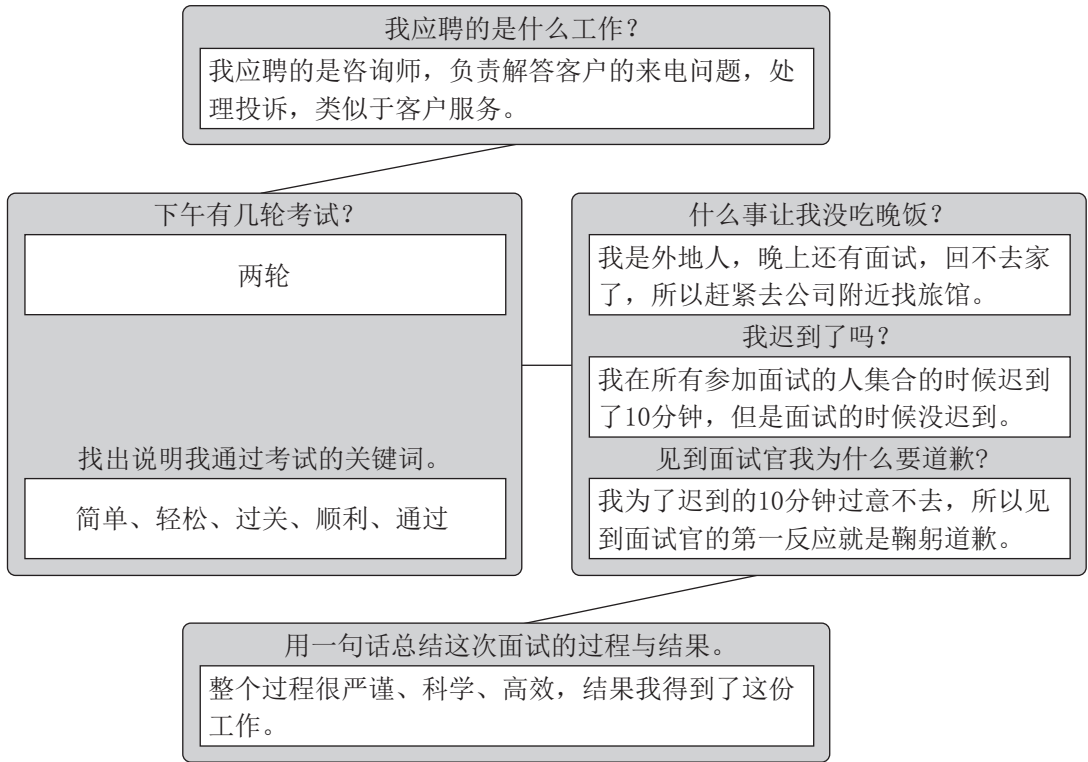 我应聘的是什么工作？
我应聘的是咨询师，负责解答客户的来电问题，处
理投诉，类似于客户服务。
下午有几轮考试？
两轮
找出说明我通过考试的关键词。
简单、轻松、过关、顺利、通过
什么事让我没吃晚饭？
我是外地人，晚上还有面试，回不去家
了，所以赶紧去公司附近找旅馆。
我迟到了吗？
我在所有参加面试的人集合的时候迟到
了10分钟，但是面试的时候没迟到。
见到面试官我为什么要道歉?
我为了迟到的10分钟过意不去，所以见
到面试官的第一反应就是鞠躬道歉。
用一句话总结这次面试的过程与结果。
整个过程很严谨、科学、高效，结果我得到了这份
工作。